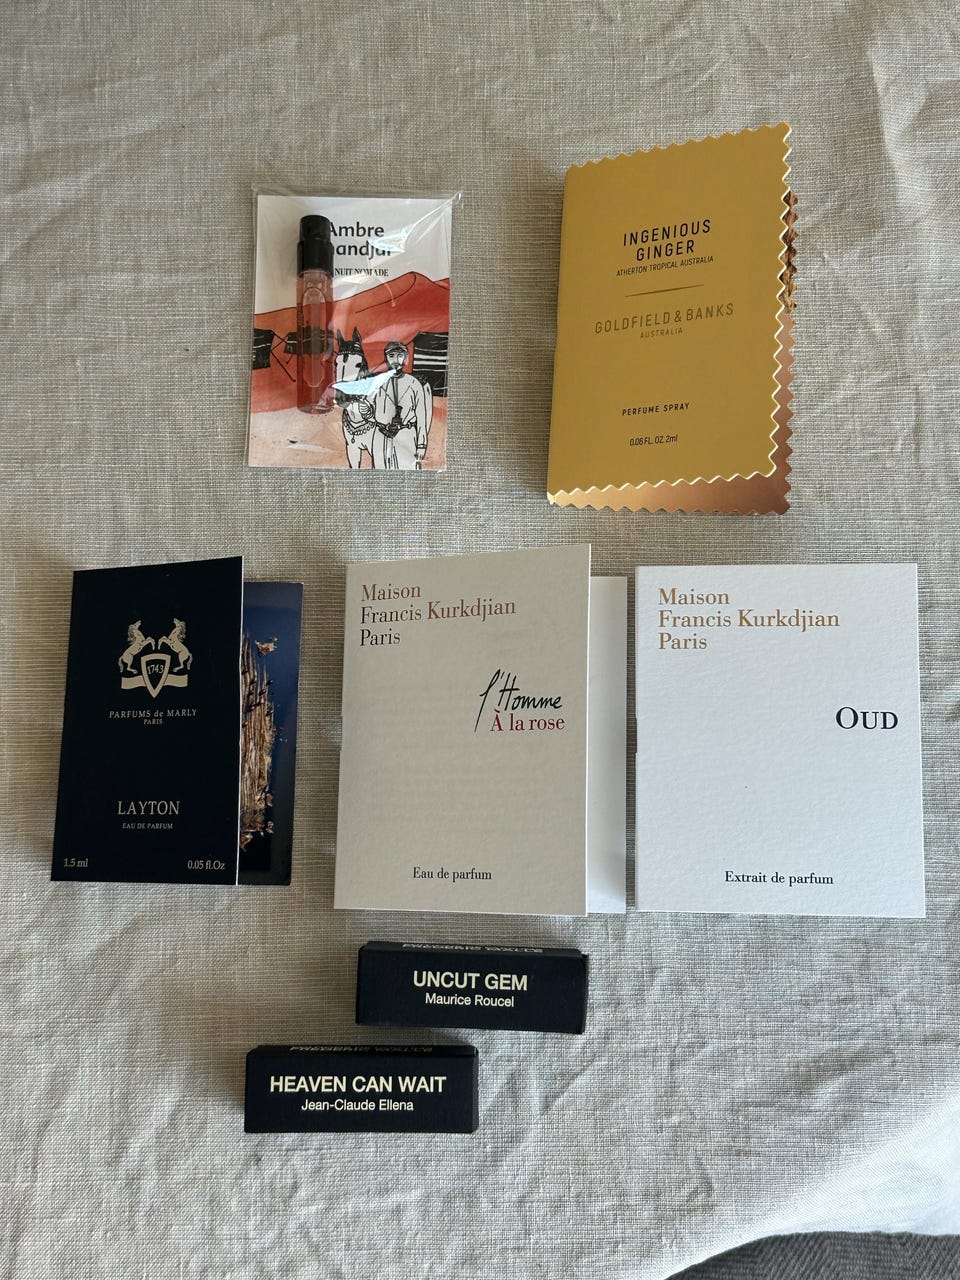 Ambre
NUIT NOMADE
INGENIOUS
GINGER
ATHERTON TROPICAL AUSTRALIA
GOLDFIELD & BANKS
AUSTRALIA
PERFUME SPRAY
0.06 FL. OZ. 2ml
1743
PARFUMS de MARLY
PARIS
LAYTON
EAU DE PARFUM
1.5 ml
0.05 fl.Oz
Maison
Francis Kurkdjian
Paris
l'Homme
À la rose
Eau de parfum
Maison
Francis Kurkdjian
Paris
OUD
Extrait de parfum
UNCUT GEM
Maurice Roucel
HEAVEN CAN WAIT
Jean-Claude Ellena